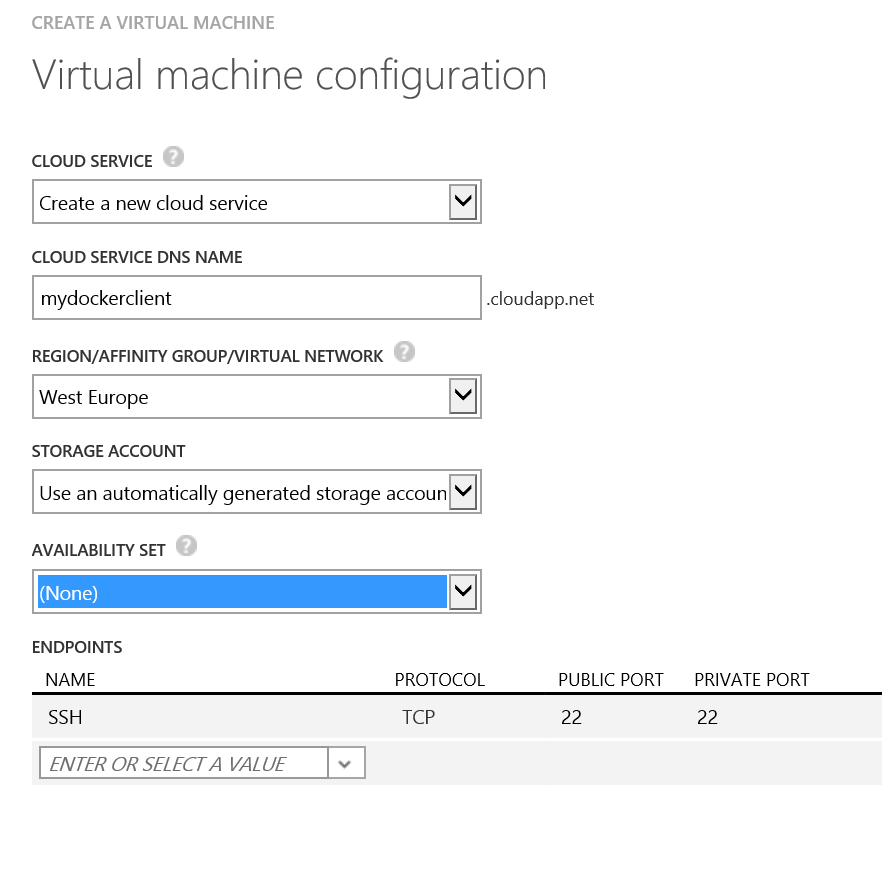 CREATE A VIRTUAL MACHINE
Virtual machine configuration
CLOUD SERVICE ?
Create a new cloud service
CLOUD SERVICE DNS NAME
mydockerclient .cloudapp.net
REGION/AFFINITY GROUP/VIRTUAL NETWORK ?
West Europe
STORAGE ACCOUNT
Use an automatically generated storage accoun
AVAILABILITY SET ?
(None)
ENDPOINTS
NAME PROTOCOL PUBLIC PORT PRIVATE PORT
SSH TCP 22 22
ENTER OR SELECT A VALUE